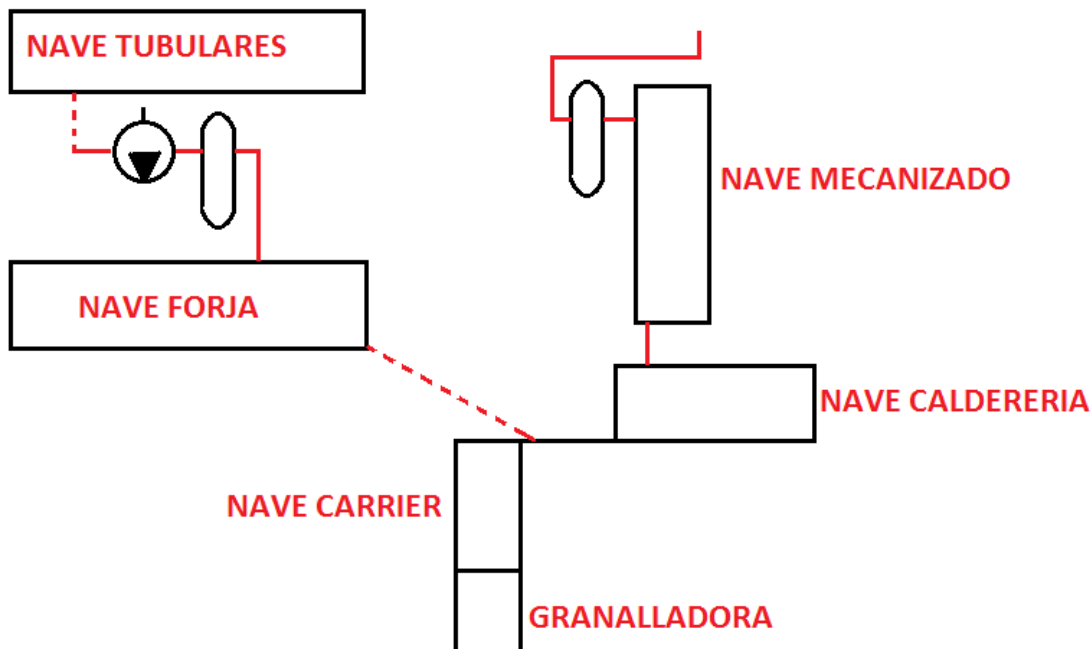 NAVE TUBULARES
NAVE MECANIZADO
NAVE FORJA
NAVE CALDERERIA
NAVE CARRIER
GRANALLADORA